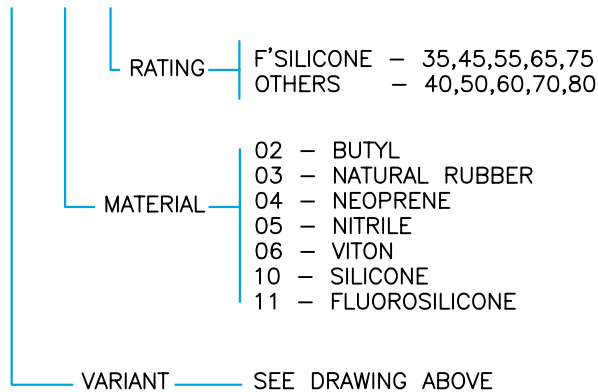 RATING
F'SILICONE – 35,45,55,65,75
OTHERS – 40,50,60,70,80
MATERIAL
02 – BUTYL
03 – NATURAL RUBBER
04 – NEOPRENE
05 – NITRILE
06 – VITON
10 – SILICONE
11 – FLUOROSILICONE
VARIANT
SEE DRAWING ABOVE